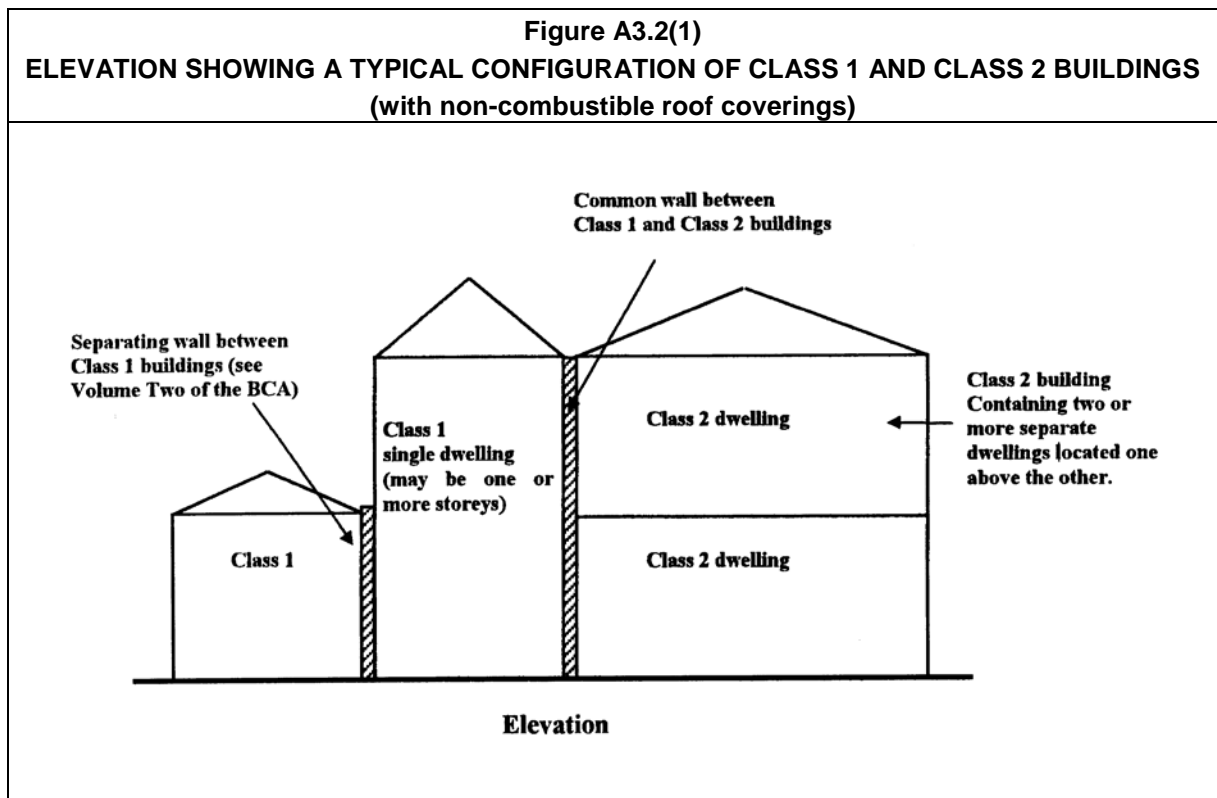 Figure A3.2(1)
ELEVATION SHOWING A TYPICAL CONFIGURATION OF CLASS 1 AND CLASS 2 BUILDINGS
(with non-combustible roof coverings)
Common wall between
Class 1 and Class 2 buildings
Separating wall between
Class 1 buildings (see
Volume Two of the BCA)
Class 1
single dwelling
(may be one or
more storeys)
Class 2 dwelling
Class 2 building
Containing two or
more separate
dwellings located one
above the other.
Class 1
Class 2 dwelling
Elevation